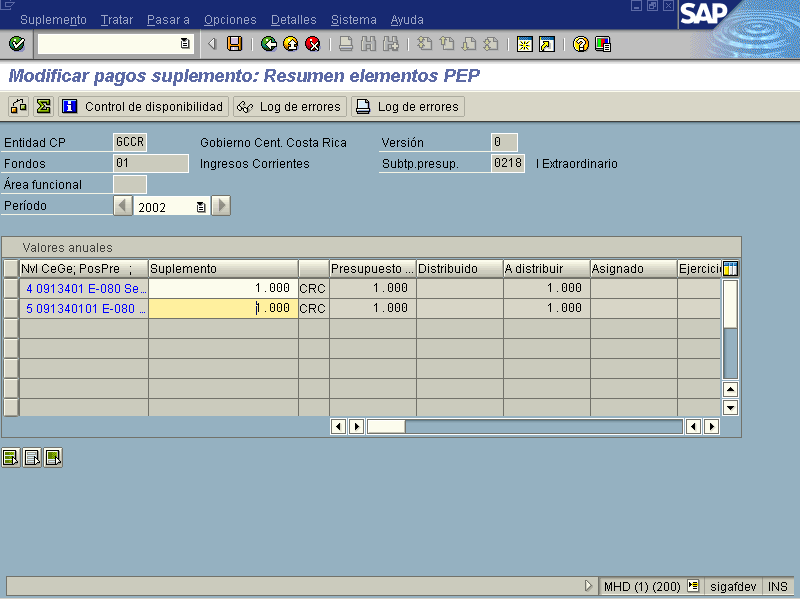 Suplemento Tratar Pasar a Opciones Detalles Sistema Ayuda
SAP
Modificar pagos suplemento: Resumen elementos PEP
Control de disponibilidad Log de errores Log de errores
Entidad CP GCCR Gobierno Cent. Costa Rica Versión 0
Fondos 01 Ingresos Corrientes Subtp.presup. 0218 I Extraordinario
Área funcional
Período 2002
Valores anuales
Nvl CeGe; PosPre ; Suplemento Presupuesto ... Distribuido A distribuir Asignado Ejercici
4 0913401 E-080 Se... 1.000 CRC 1.000 1.000
5 091340101 E-080 ... 1.000 CRC 1.000 1.000
MHD (1) (200) sigafdev INS